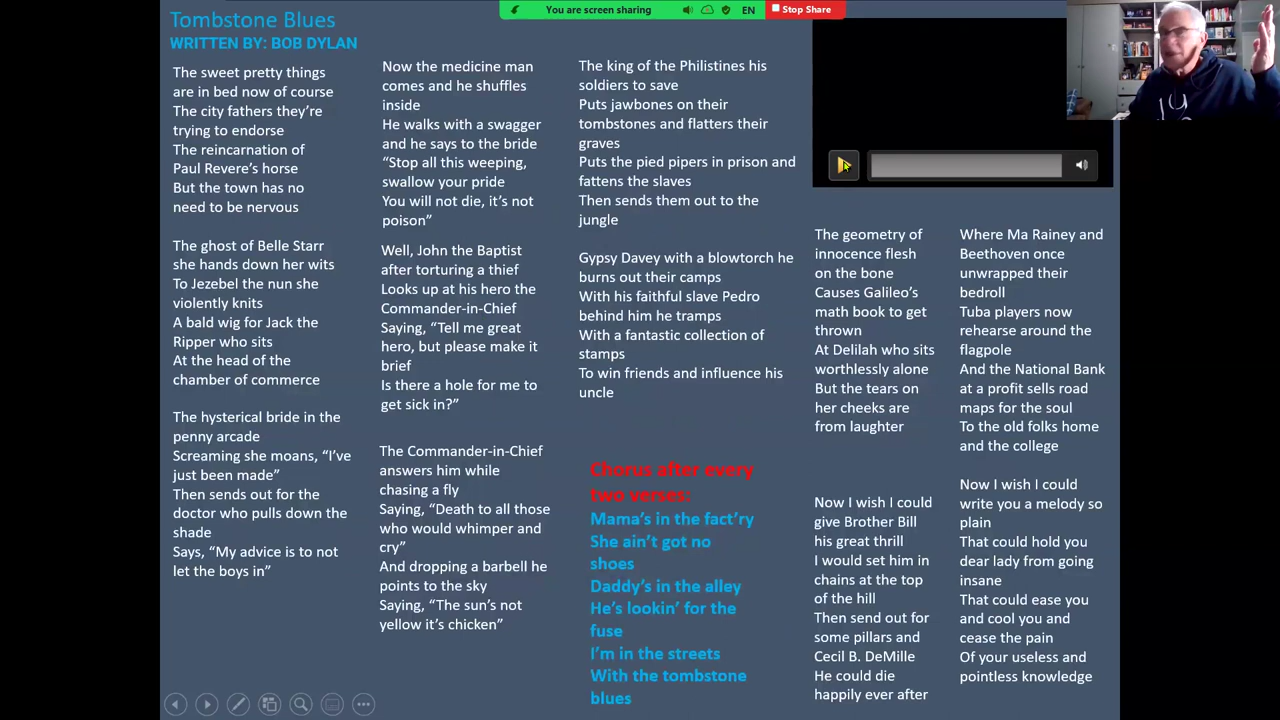 Tombstone Blues
WRITTEN BY: BOB DYLAN
The sweet pretty things
are in bed now of course
The city fathers they’re
trying to endorse
The reincarnation of
Paul Revere’s horse
But the town has no
need to be nervous
The ghost of Belle Starr
she hands down her wits
To Jezebel the nun she
violently knits
A bald wig for Jack the
Ripper who sits
At the head of the
chamber of commerce
The hysterical bride in the
penny arcade
Screaming she moans, “I’ve
just been made”
Then sends out for the
doctor who pulls down the
shade
Says, “My advice is to not
let the boys in”
Now the medicine man
comes and he shuffles
inside
He walks with a swagger
and he says to the bride
“Stop all this weeping,
swallow your pride
You will not die, it’s not
poison”
Well, John the Baptist
after torturing a thief
Looks up at his hero the
Commander-in-Chief
Saying, “Tell me great
hero, but please make it
brief
Is there a hole for me to
get sick in?”
The Commander-in-Chief
answers him while
chasing a fly
Saying, “Death to all those
who would whimper and
cry”
And dropping a barbell he
points to the sky
Saying, “The sun’s not
yellow it’s chicken”
The king of the Philistines his
soldiers to save
Puts jawbones on their
tombstones and flatters their
graves
Puts the pied pipers in prison and
fattens the slaves
Then sends them out to the
jungle
Gypsy Davey with a blowtorch he
burns out their camps
With his faithful slave Pedro
behind him he tramps
With a fantastic collection of
stamps
To win friends and influence his
uncle
Chorus after every
two verses:
Mama’s in the fact’ry
She ain’t got no
shoes
Daddy’s in the alley
He’s lookin’ for the
fuse
I’m in the streets
With the tombstone
blues
You are screen sharing
EN
Stop Share
The geometry of
innocence flesh
on the bone
Causes Galileo’s
math book to get
thrown
At Delilah who sits
worthlessly alone
But the tears on
her cheeks are
from laughter
Now I wish I could
give Brother Bill
his great thrill
I would set him in
chains at the top
of the hill
Then send out for
some pillars and
Cecil B. DeMille
He could die
happily ever after
Where Ma Rainey and
Beethoven once
unwrapped their
bedroll
Tuba players now
rehearse around the
flagpole
And the National Bank
at a profit sells road
maps for the soul
To the old folks home
and the college
Now I wish I could
write you a melody so
plain
That could hold you
dear lady from going
insane
That could ease you
and cool you and
cease the pain
Of your useless and
pointless knowledge